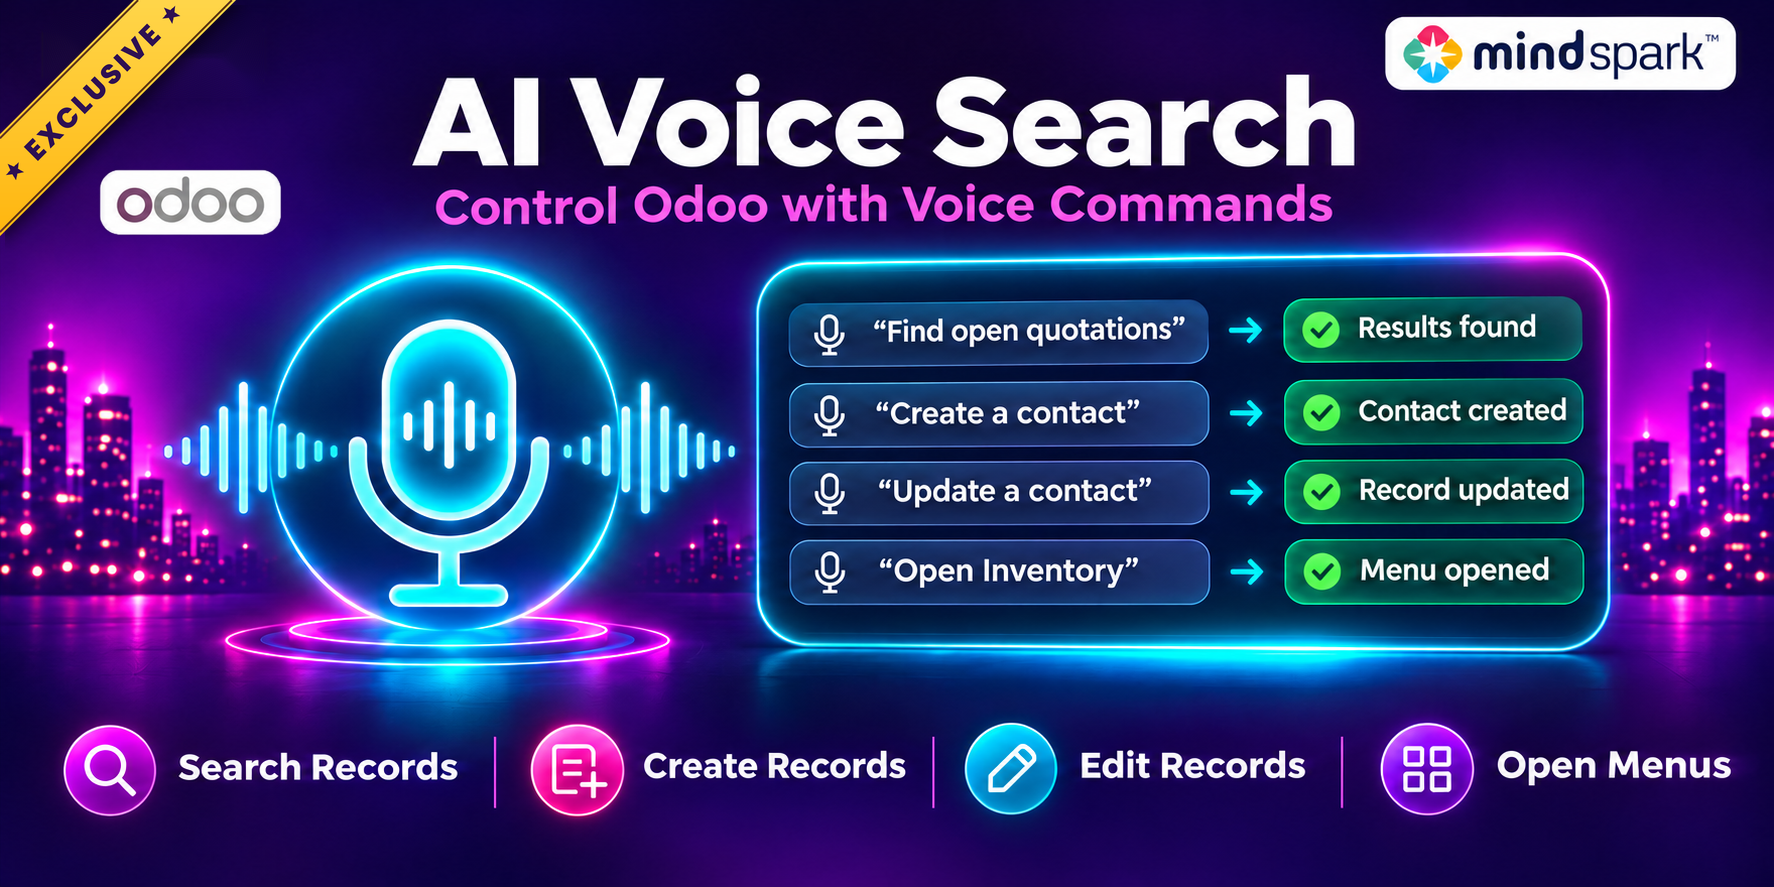 EXCLUSIVE
mindspark™
AI Voice Search
odoo
Control Odoo with Voice Commands
“Find open quotations”
Results found
“Create a contact”
Contact created
“Update a contact”
Record updated
“Open Inventory”
Menu opened
Search Records
Create Records
Edit Records
Open Menus